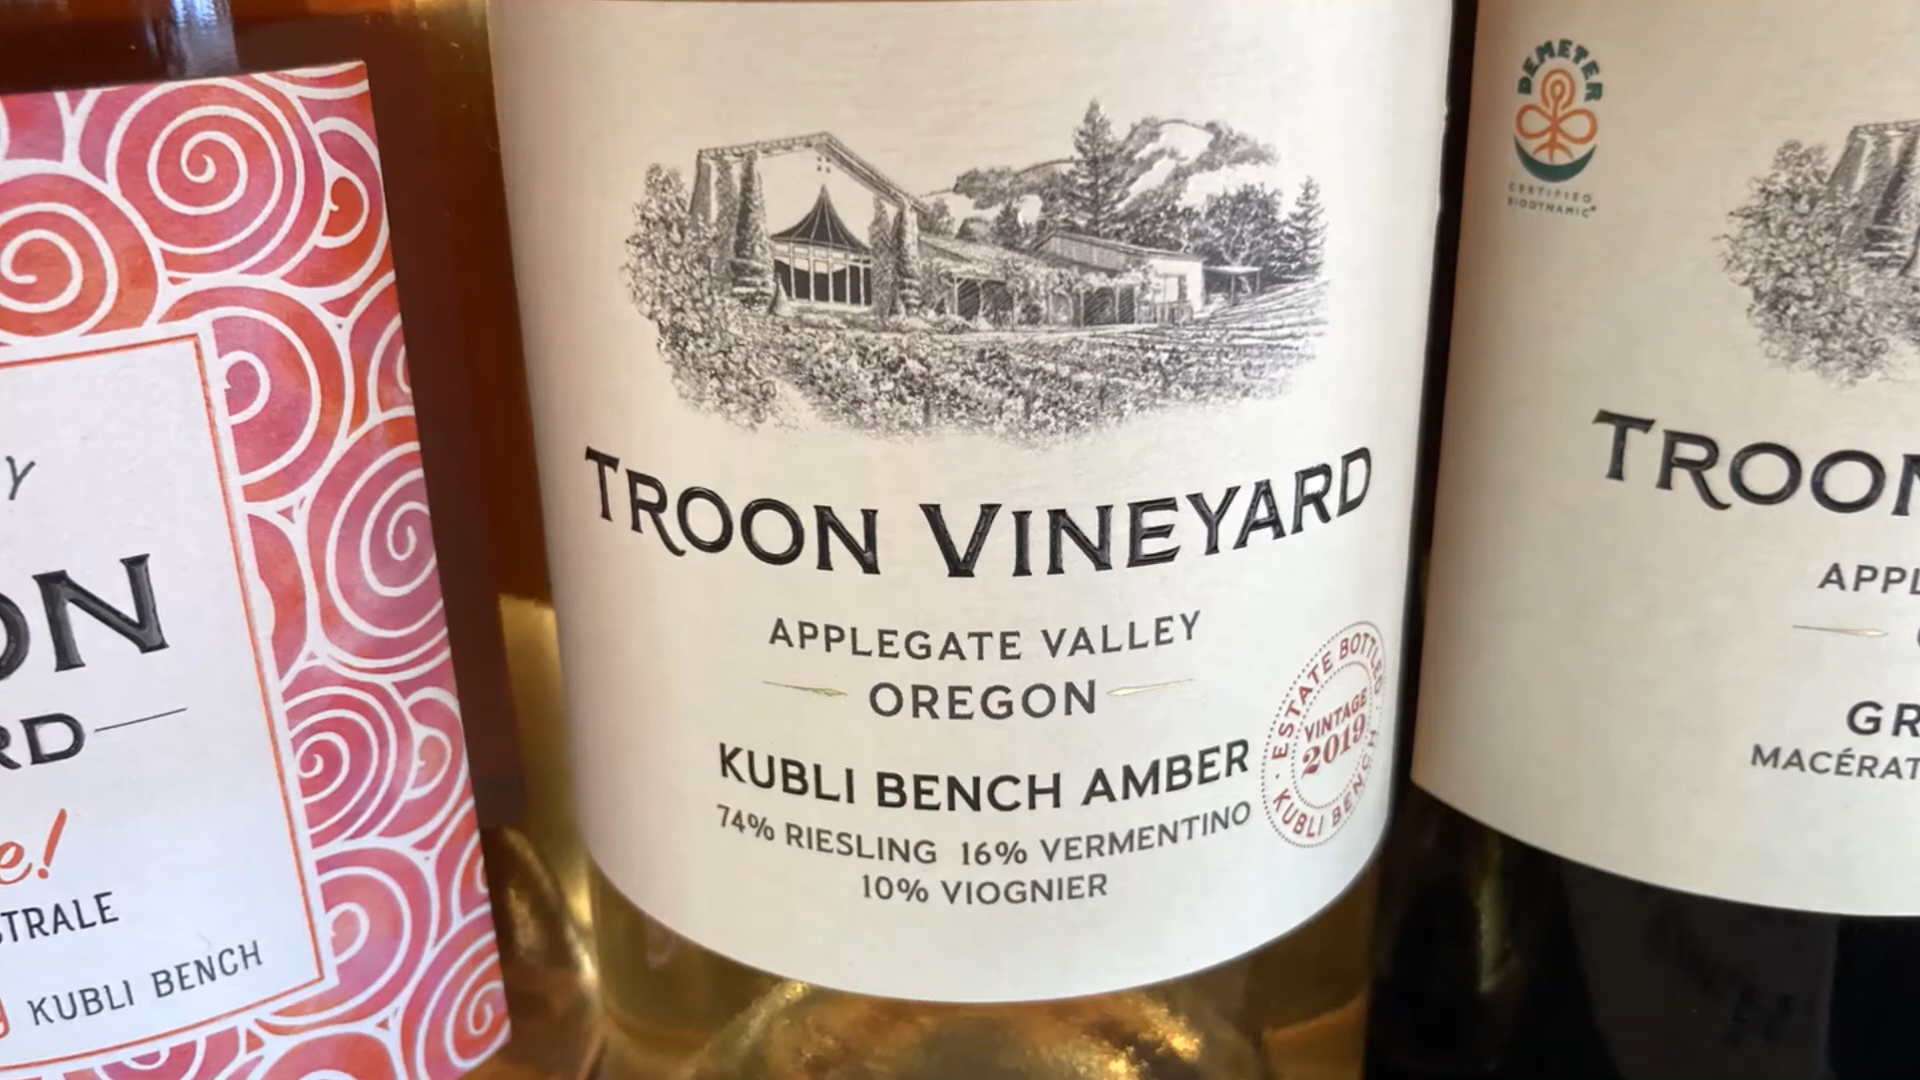 Y
ON
RD
e!
STRALE
KUBLI BENCH
TROON VINEYARD
APPLEGATE VALLEY
OREGON
KUBLI BENCH AMBER
74% RIESLING 16% VERMENTINO
10% VIOGNIER
ESTATE BOTTLED
VINTAGE
2019
KUBLI BENCH
DEMETER
CERTIFIED
BIODYNAMIC®
TROON
APPL
GR
MACÉRAT